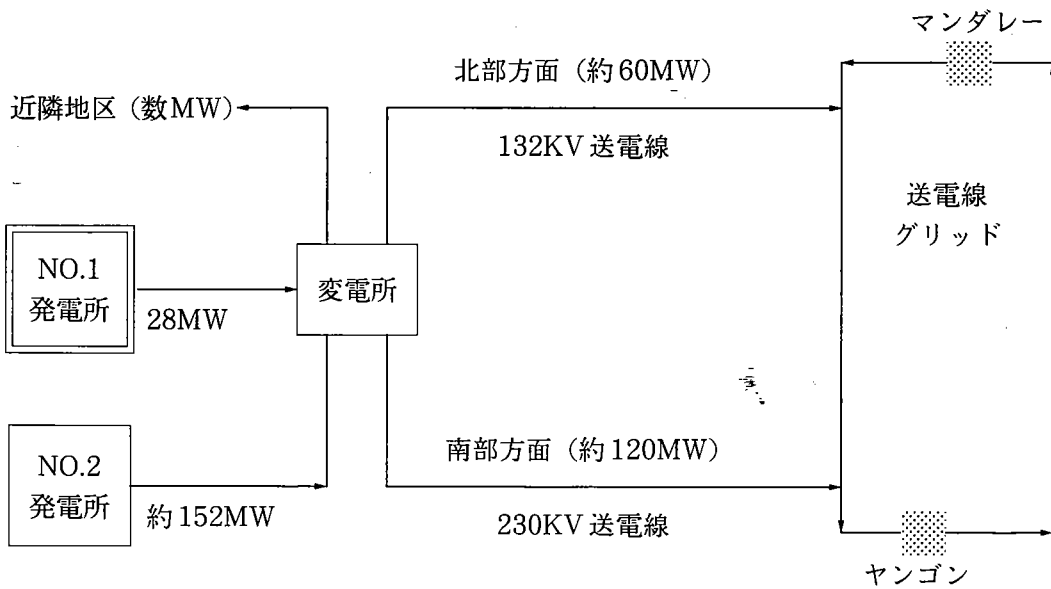 マンダレー
北部方面（約60MW）
近隣地区（数MW）
132KV送電線
送電線
グリッド
NO.1
発電所
28MW
変電所
南部方面（約120MW）
NO.2
発電所
約152MW
230KV送電線
ヤンゴン